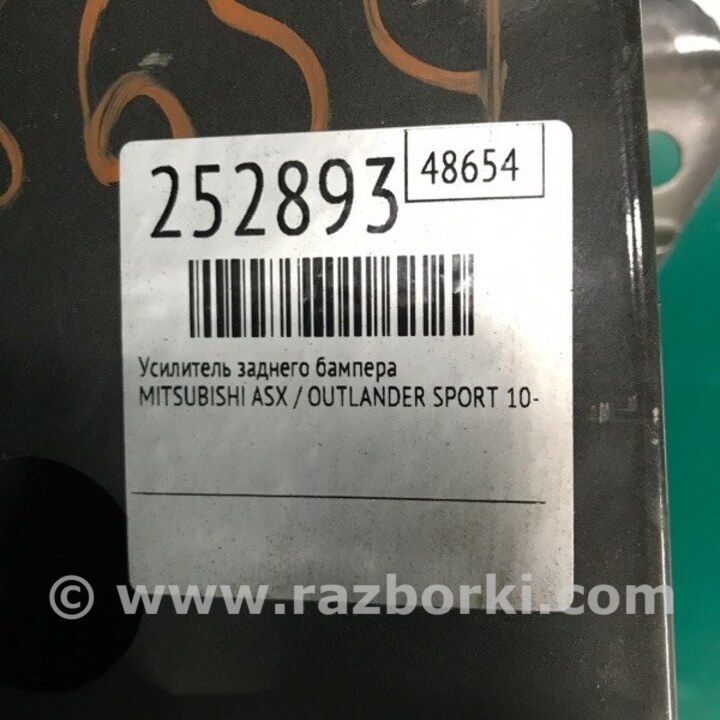 252893
48654
Усилитель заднего бампера
MITSUBISHI ASX / OUTLANDER SPORT 10-
© www.razborki.com